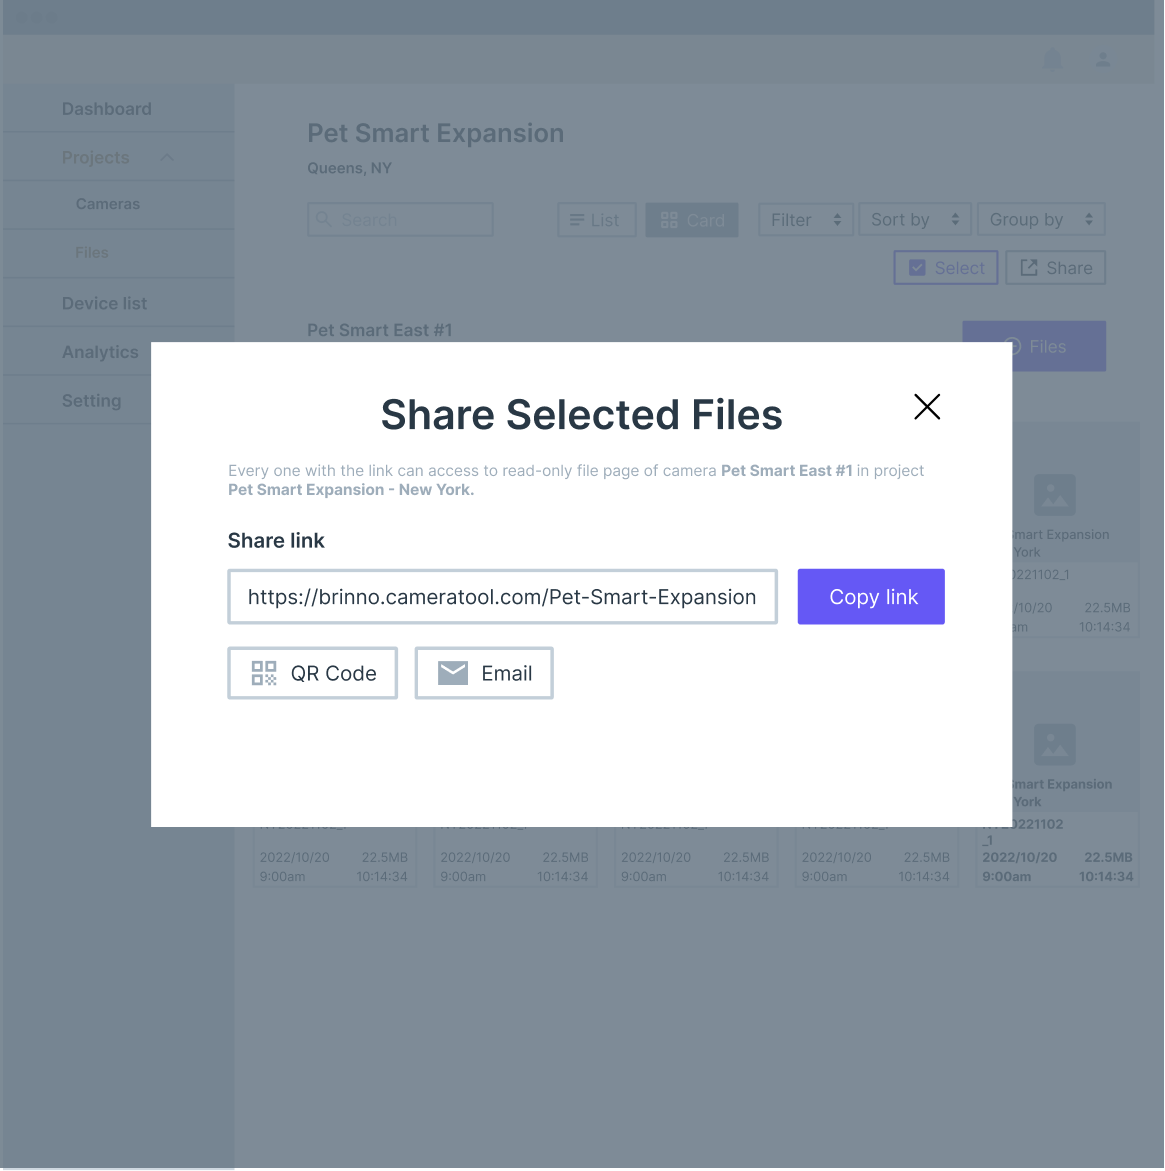 Dashboard
Projects
Cameras
Files
Device list
Analytics
Setting
Pet Smart Expansion
Queens, NY
Search
List
Card
Filter
Sort by
Group by
Select
Share
Pet Smart East #1
Files
Share Selected Files
Every one with the link can access to read-only file page of camera Pet Smart East #1 in project
Pet Smart Expansion - New York.
Share link
https://brinno.cameratool.com/Pet-Smart-Expansion
Copy link
QR Code
Email
Smart Expansion
York
0221102_1
/10/20 22.5MB
am 10:14:34
Smart Expansion
York
0221102
_1
2022/10/20 22.5MB
9:00am 10:14:34
2022/10/20 22.5MB
9:00am 10:14:34
2022/10/20 22.5MB
9:00am 10:14:34
2022/10/20 22.5MB
9:00am 10:14:34
2022/10/20 22.5MB
9:00am 10:14:34